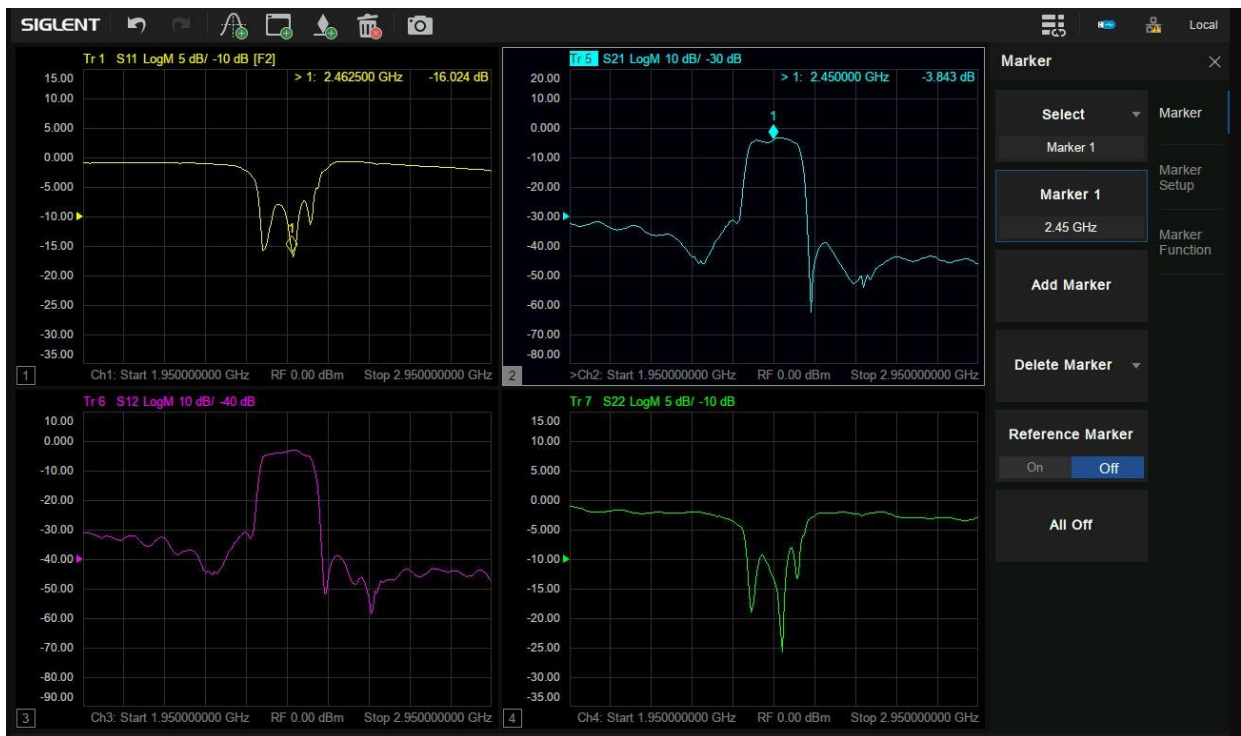 SIGLENT
Local
Tr 1 S11 LogM 5 dB/ -10 dB [F2]
> 1: 2.462500 GHz -16.024 dB
15.00
10.00
5.000
0.000
-5.000
-10.00
-15.00
-20.00
-25.00
-30.00
-35.00
1
1 Ch1: Start 1.950000000 GHz RF 0.00 dBm Stop 2.950000000 GHz
Tr 5 S21 LogM 10 dB/ -30 dB
> 1: 2.450000 GHz -3.843 dB
20.00
10.00
0.000
-10.00
-20.00
-30.00
-40.00
-50.00
-60.00
-70.00
-80.00
1
2 >Ch2: Start 1.950000000 GHz RF 0.00 dBm Stop 2.950000000 GHz
Tr 6 S12 LogM 10 dB/ -40 dB
10.00
0.000
-10.00
-20.00
-30.00
-40.00
-50.00
-60.00
-70.00
-80.00
-90.00
3 Ch3: Start 1.950000000 GHz RF 0.00 dBm Stop 2.950000000 GHz
Tr 7 S22 LogM 5 dB/ -10 dB
15.00
10.00
5.000
0.000
-5.000
-10.00
-15.00
-20.00
-25.00
-30.00
-35.00
4 Ch4: Start 1.950000000 GHz RF 0.00 dBm Stop 2.950000000 GHz
Marker
Select
Marker 1
Marker 1
2.45 GHz
Add Marker
Delete Marker
Reference Marker
On Off
All Off
Marker
Marker
Setup
Marker
Function